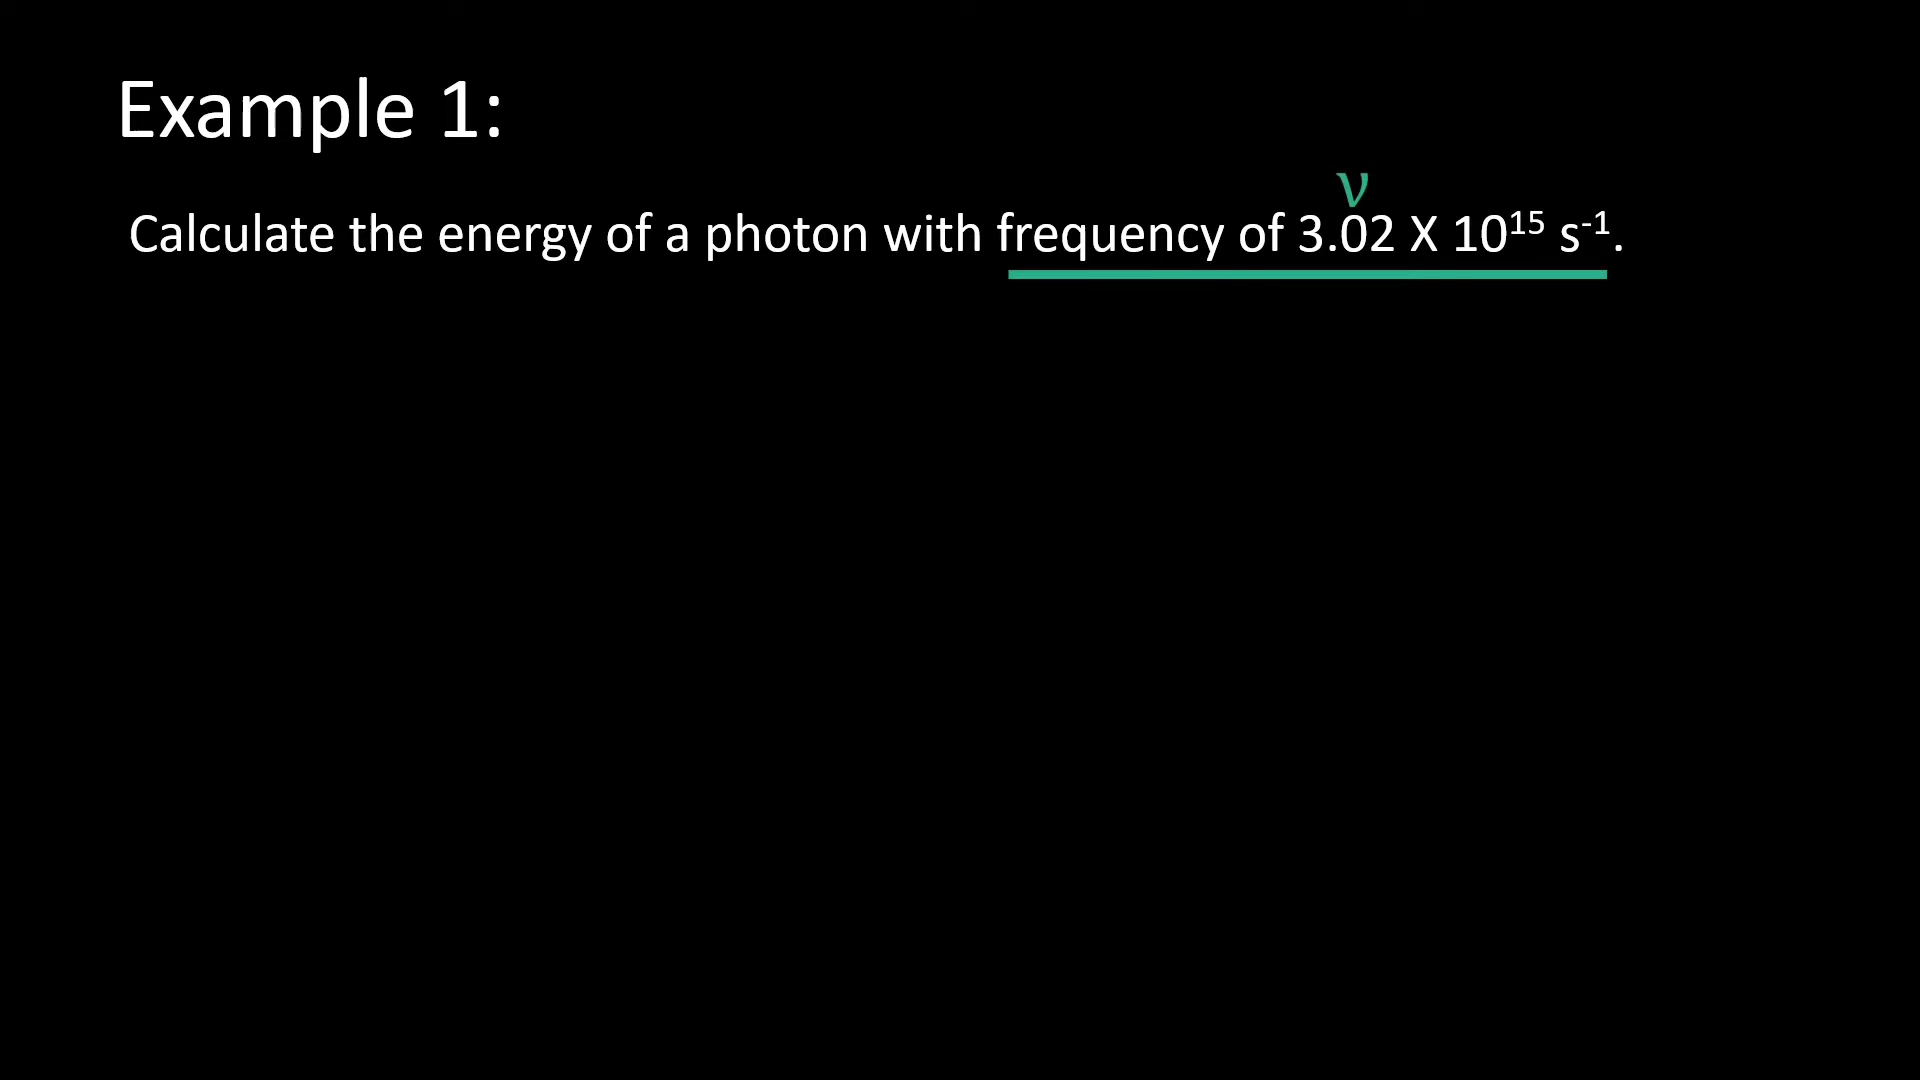 Example 1:
ν
Calculate the energy of a photon with frequency of 3.02 X 10¹⁵ s⁻¹.